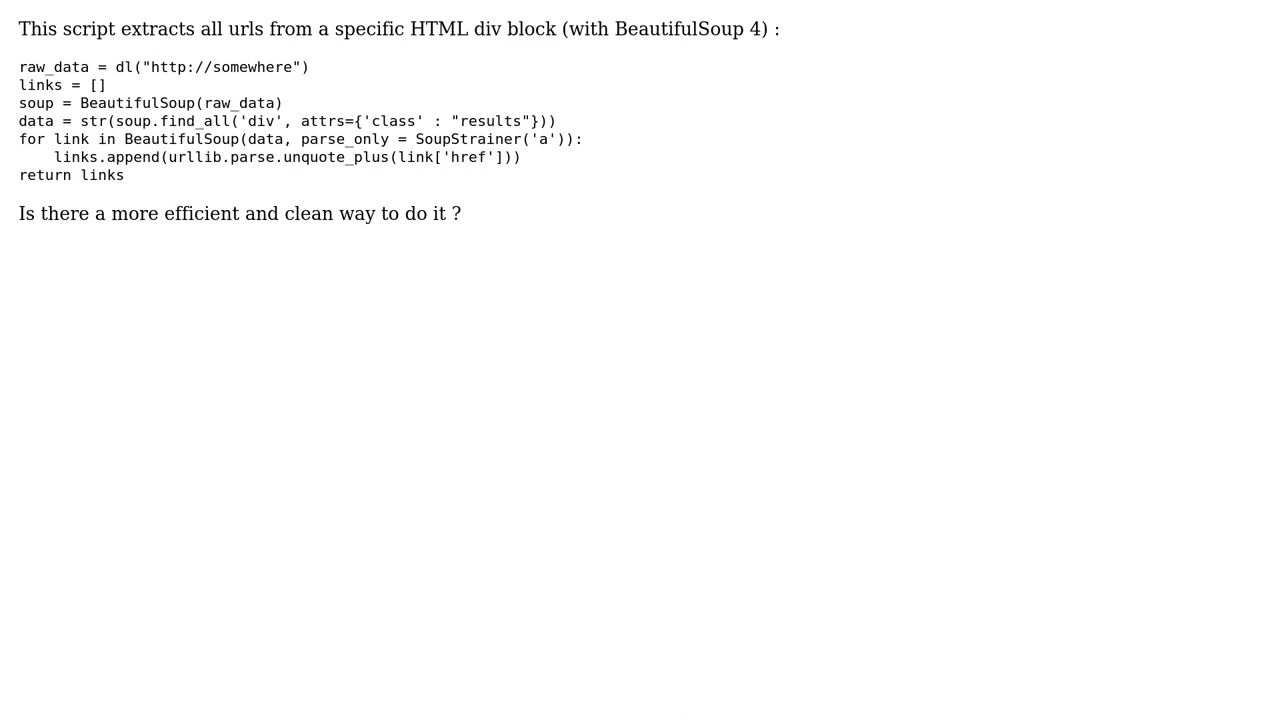 This script extracts all urls from a specific HTML div block (with BeautifulSoup 4) :
raw_data = dl("http://somewhere")
links = []
soup = BeautifulSoup(raw_data)
data = str(soup.find_all('div', attrs={'class' : "results"}))
for link in BeautifulSoup(data, parse_only = SoupStrainer('a')):
    links.append(urllib.parse.unquote_plus(link['href']))
return links
Is there a more efficient and clean way to do it ?